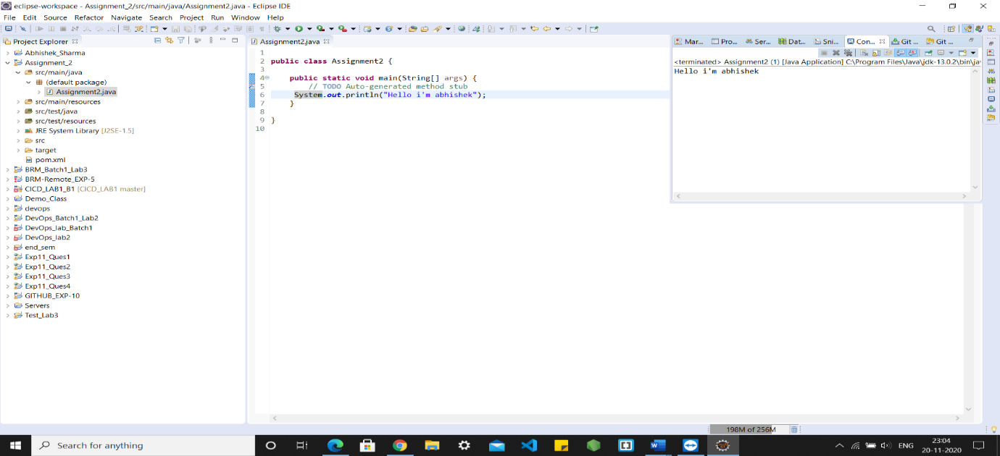 eclipse-workspace - Assignment_2/src/main/java/Assignment2.java - Eclipse IDE
File Edit Source Refactor Navigate Search Project Run Window Help
Project Explorer
Abhishek_Sharma
Assignment_2
src/main/java
(default package)
Assignment2.java
src/main/resources
src/test/java
src/test/resources
JRE System Library [J2SE-1.5]
src
target
pom.xml
BRM_Batch1_Lab3
BRM-Remote_EXP-5
CICD_LAB1_B1 [CICD_LAB1 master]
Demo_Class
devops
DevOps_Batch1_Lab2
DevOps_lab_Batch1
DevOps_lab2
end_sem
Exp11_Ques1
Exp11_Ques2
Exp11_Ques3
Exp11_Ques4
GITHUB_EXP-10
Servers
Test_Lab3
Assignment2.java
1
2 public class Assignment2 {
3
4 public static void main(String[] args) {
5 // TODO Auto-generated method stub
6 System.out.println("Hello i'm abhishek");
7 }
8
9 }
10
Mar... Pro... Ser... Dat... Sni... Con... Git ... Git ...
<terminated> Assignment2 (1) [Java Application] C:\Program Files\Java\jdk-13.0.2\bin\ja
Hello i'm abhishek
198M of 256M
Search for anything
ENG
23:04
20-11-2020